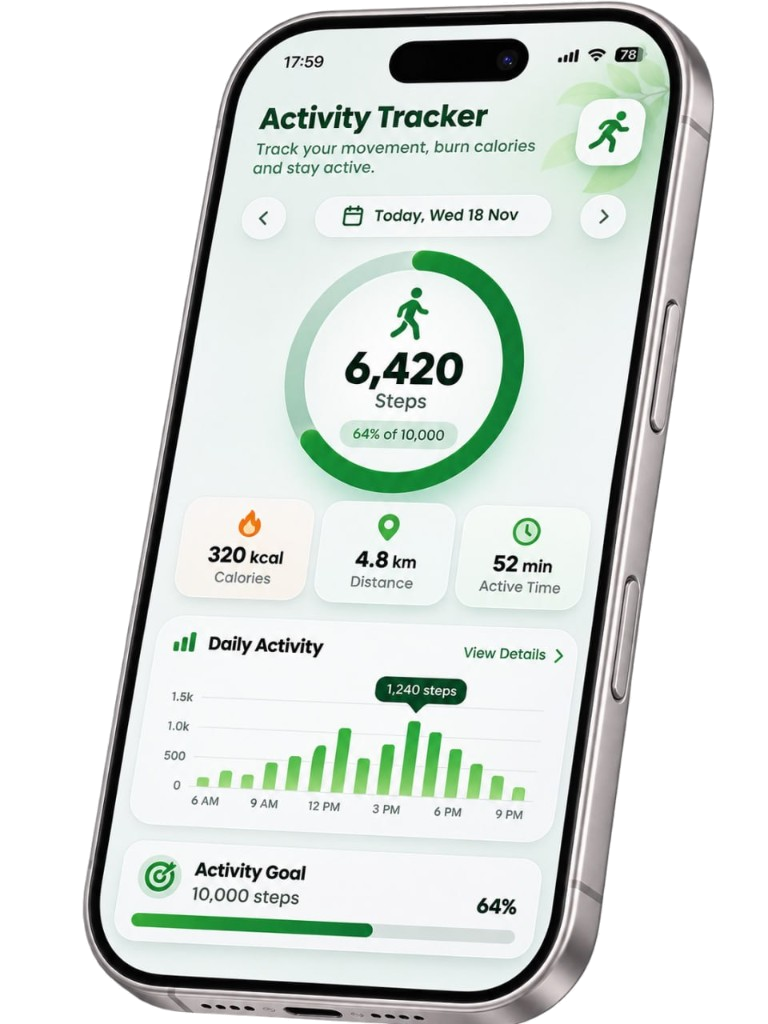 17:59
78
Activity Tracker
Track your movement, burn calories
and stay active.
Today, Wed 18 Nov
6,420
Steps
64% of 10,000
320 kcal
Calories
4.8 km
Distance
52 min
Active Time
Daily Activity
View Details
1,240 steps
1.5k
1.0k
500
0
6 AM 9 AM 12 PM 3 PM 6 PM 9 PM
Activity Goal
10,000 steps
64%